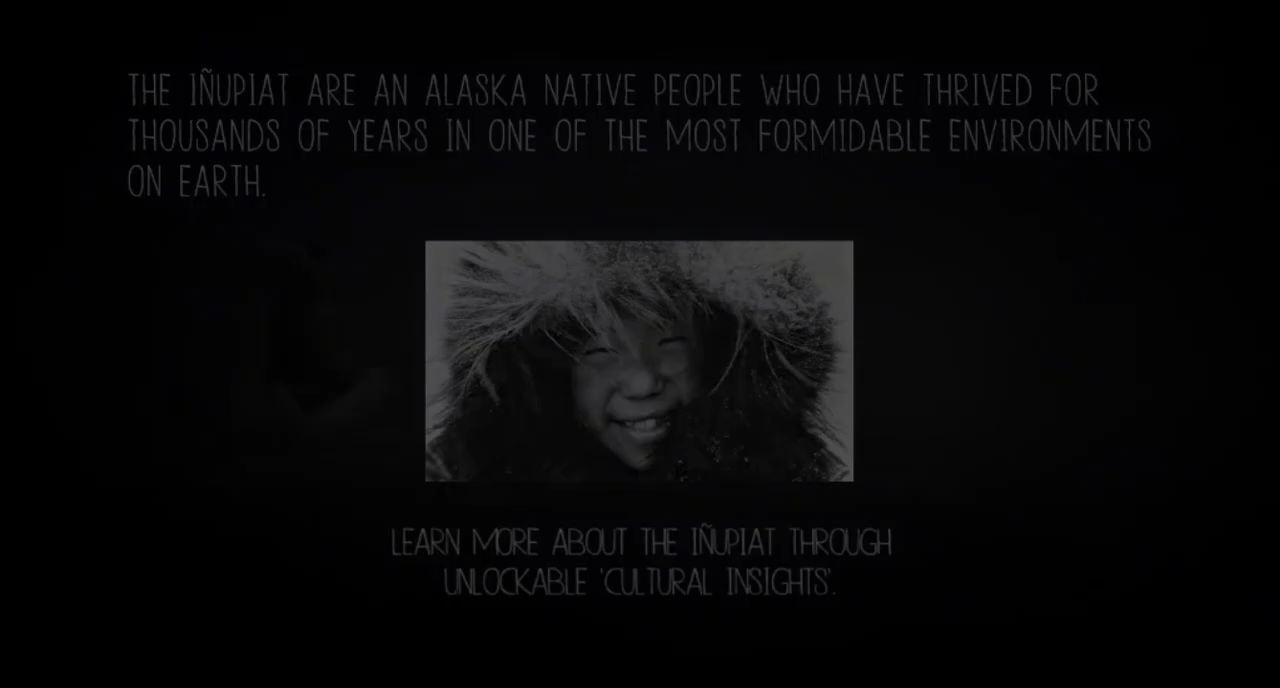 THE IÑUPIAT ARE AN ALASKA NATIVE PEOPLE WHO HAVE THRIVED FOR
THOUSANDS OF YEARS IN ONE OF THE MOST FORMIDABLE ENVIRONMENTS
ON EARTH.
LEARN MORE ABOUT THE IÑUPIAT THROUGH
UNLOCKABLE 'CULTURAL INSIGHTS'.